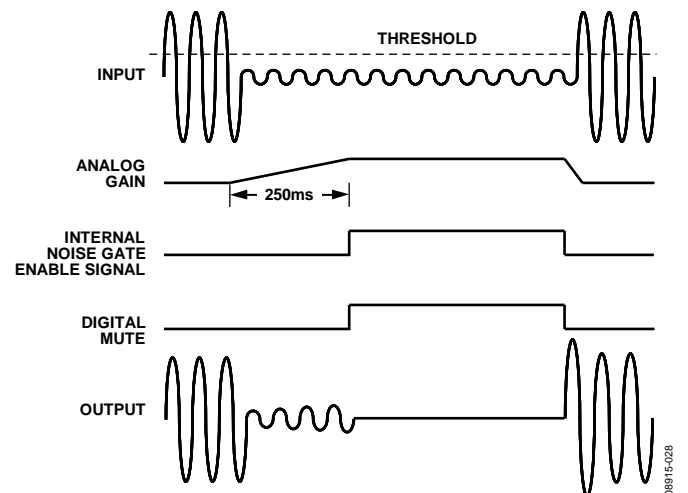 THRESHOLD
INPUT
ANALOG
GAIN
250ms
INTERNAL
NOISE GATE
ENABLE SIGNAL
DIGITAL
MUTE
OUTPUT
08915-028